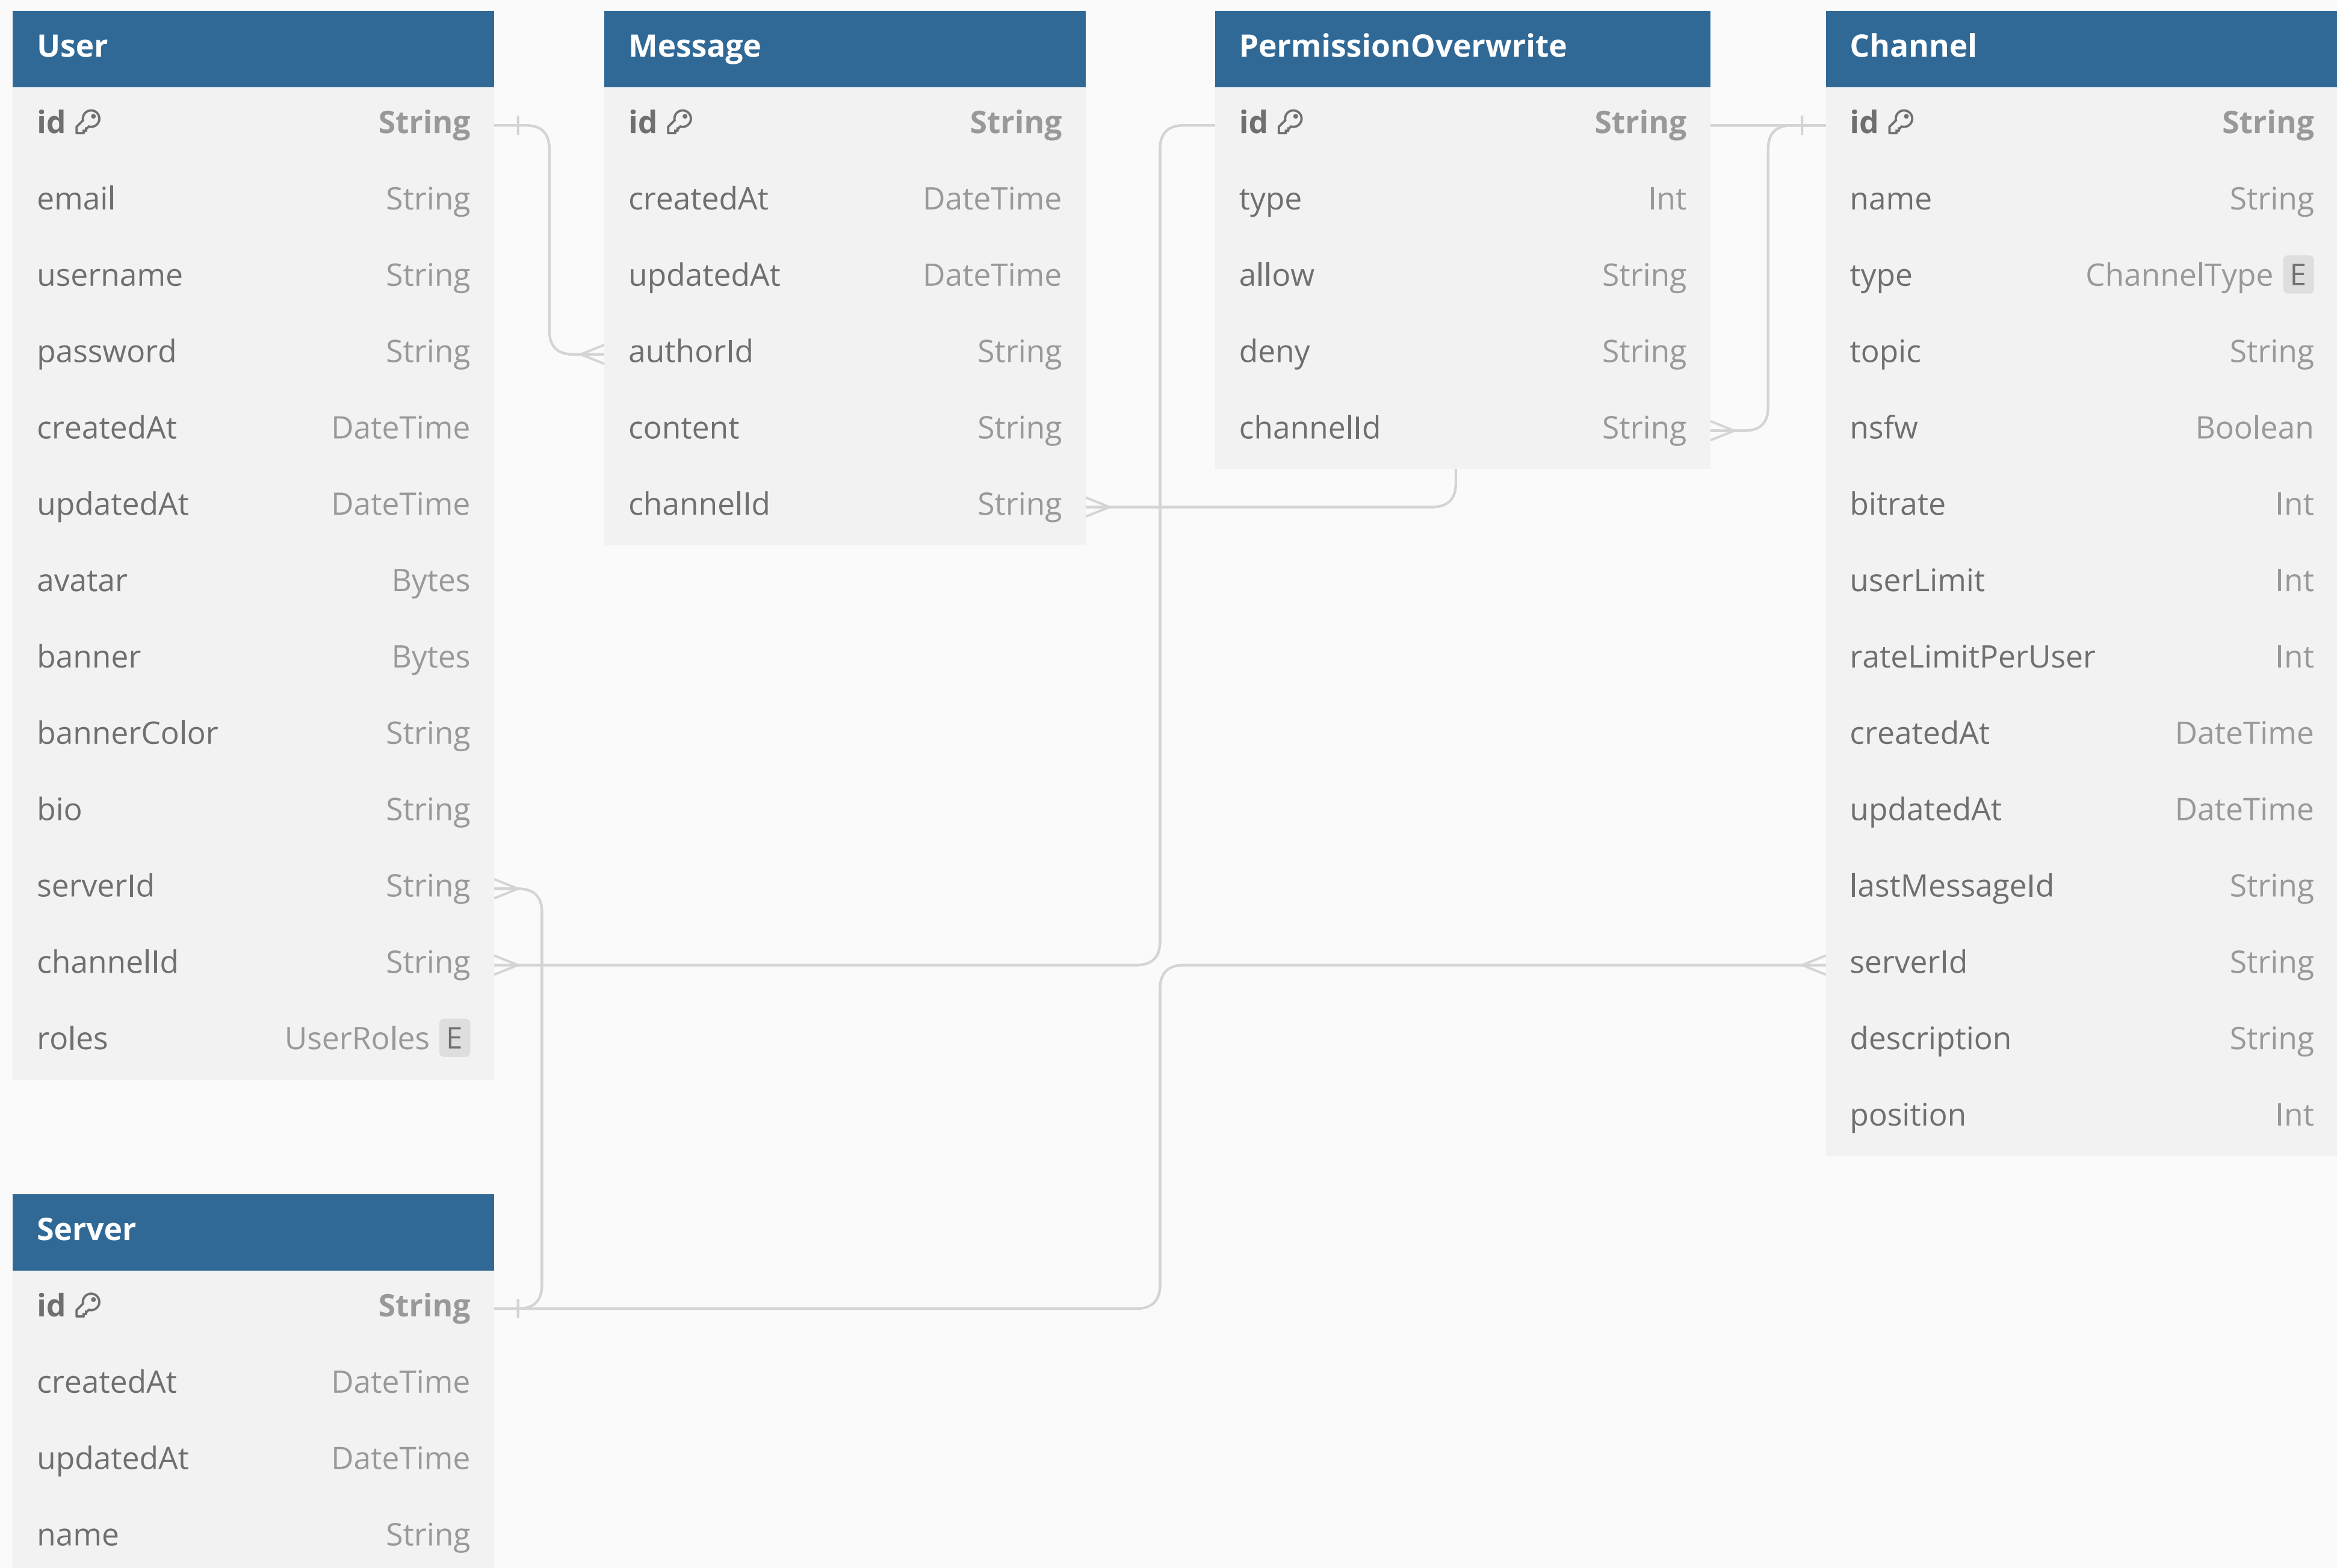 User
id String
email String
username String
password String
createdAt DateTime
updatedAt DateTime
avatar Bytes
banner Bytes
bannerColor String
bio String
serverId String
channelId String
roles UserRoles E
Message
id String
createdAt DateTime
updatedAt DateTime
authorId String
content String
channelId String
PermissionOverwrite
id String
type Int
allow String
deny String
channelId String
Channel
id String
name String
type ChannelType E
topic String
nsfw Boolean
bitrate Int
userLimit Int
rateLimitPerUser Int
createdAt DateTime
updatedAt DateTime
lastMessageId String
serverId String
description String
position Int
Server
id String
createdAt DateTime
updatedAt DateTime
name String